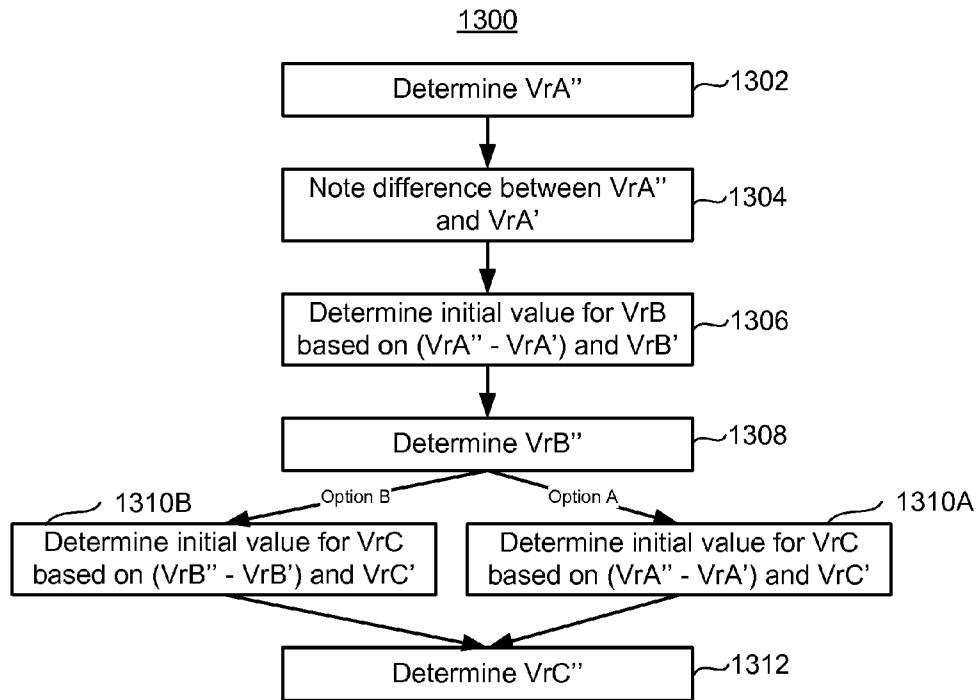 1300
Determine VrA’’
1302
Note difference between VrA’’
and VrA’
1304
Determine initial value for VrB
based on (VrA’’ - VrA’) and VrB’
1306
Determine VrB’’
1308
Option B
Option A
1310B
Determine initial value for VrC
based on (VrB’’ - VrB’) and VrC’
1310A
Determine initial value for VrC
based on (VrA’’ - VrA’) and VrC’
Determine VrC’’
1312